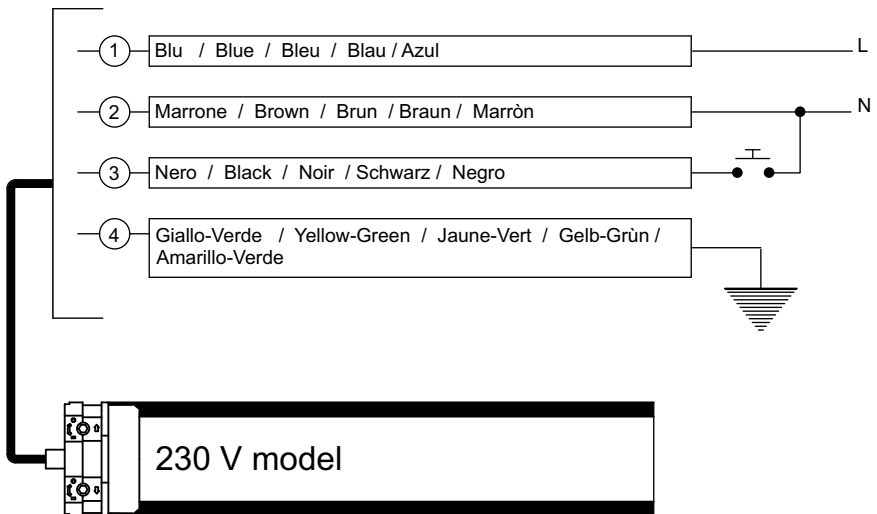 1 Blu / Blue / Bleu / Blau / Azul L
2 Marrone / Brown / Brun / Braun / Marròn N
3 Nero / Black / Noir / Schwarz / Negro
4 Giallo-Verde / Yellow-Green / Jaune-Vert / Gelb-Grùn /
Amarillo-Verde
230 V model